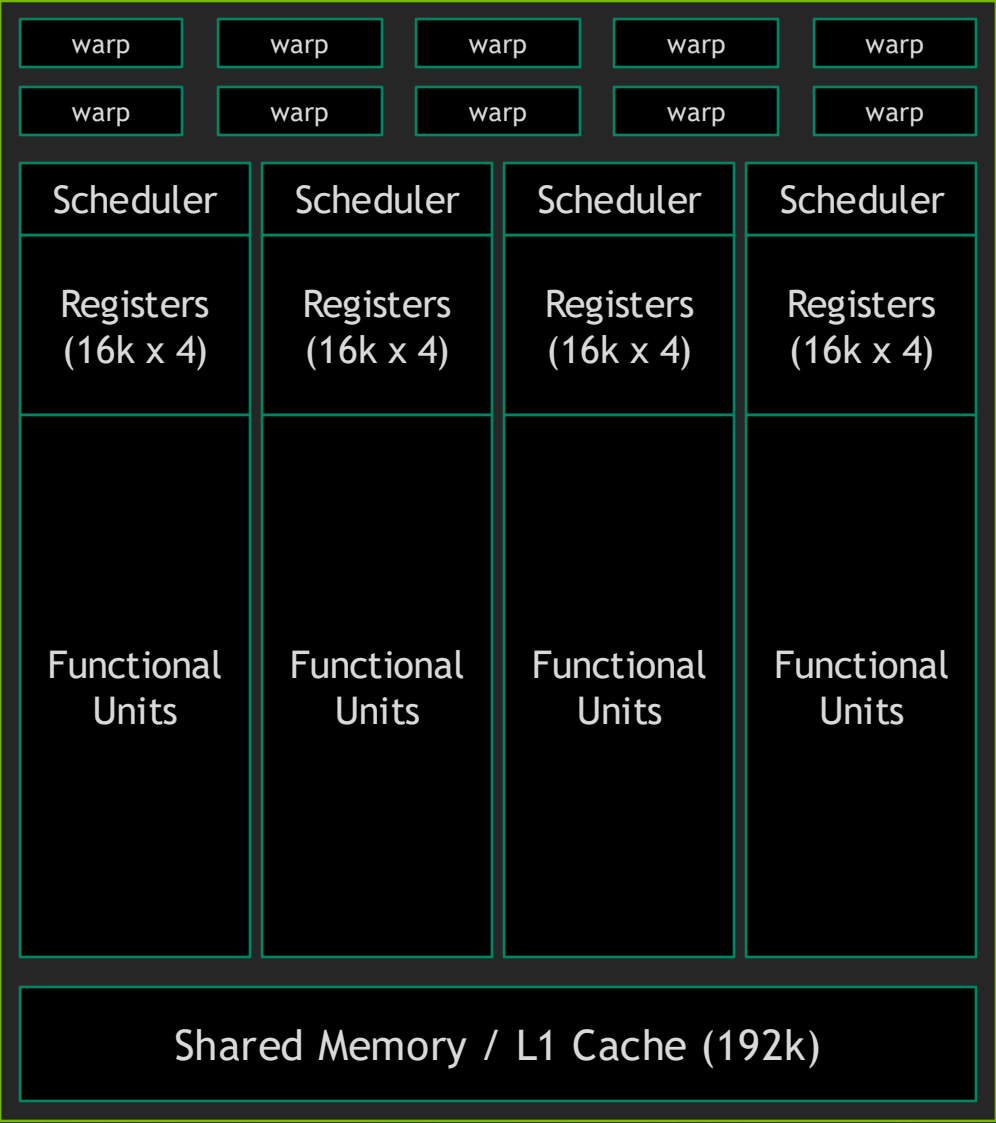 warp warp warp warp warp
warp warp warp warp warp
Scheduler Scheduler Scheduler Scheduler
Registers Registers Registers Registers
(16k x 4) (16k x 4) (16k x 4) (16k x 4)
Functional Functional Functional Functional
Units Units Units Units
Shared Memory / L1 Cache (192k)